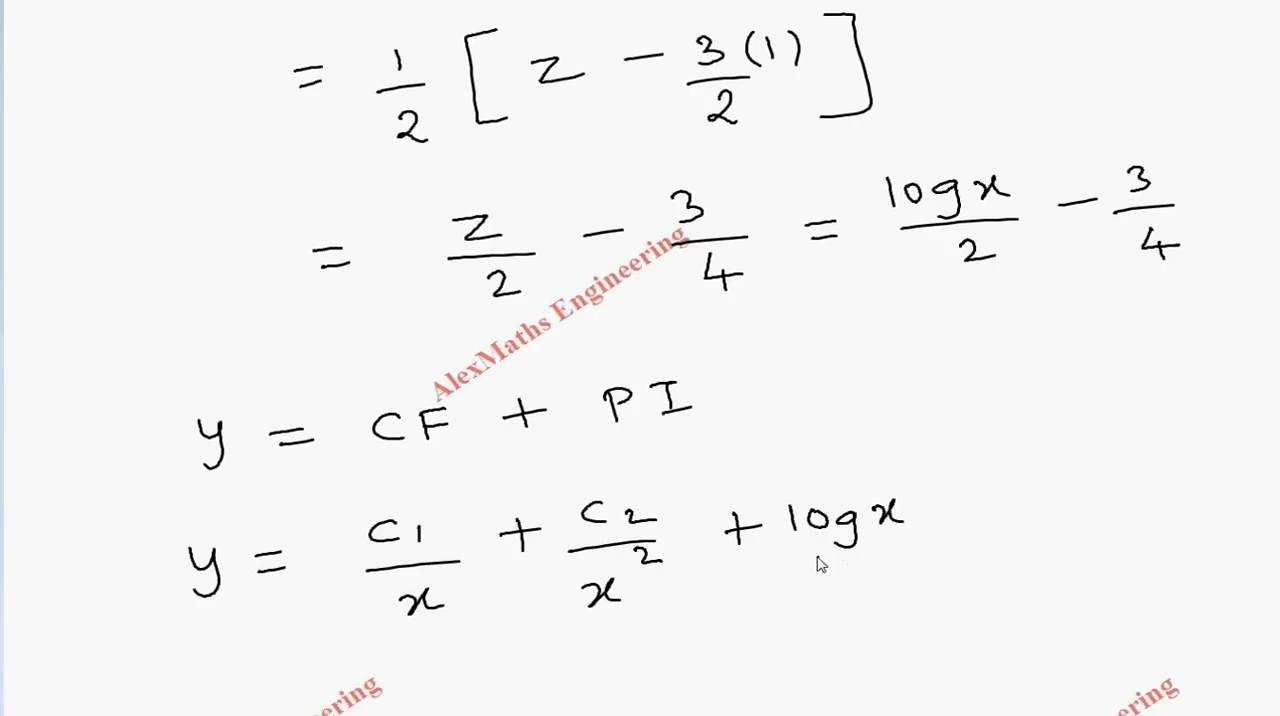 = 1/2 [ z - 3(1)/2 ]
= z/2 - 3/4 = log x/2 - 3/4
AlexMaths Engineering
y = CF + PI
y = C1/x + C2/x² + log x
ering
ering